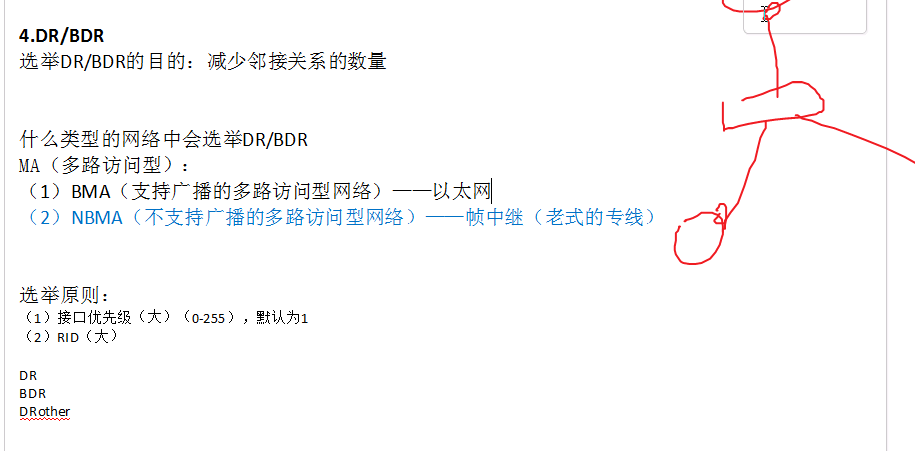 4.DR/BDR
选举DR/BDR的目的：减少邻接关系的数量
什么类型的网络中会选举DR/BDR
MA（多路访问型）：
（1）BMA（支持广播的多路访问型网络）——以太网
（2）NBMA（不支持广播的多路访问型网络）——帧中继（老式的专线）
选举原则：
（1）接口优先级（大）（0-255），默认为1
（2）RID（大）
DR
BDR
DRother